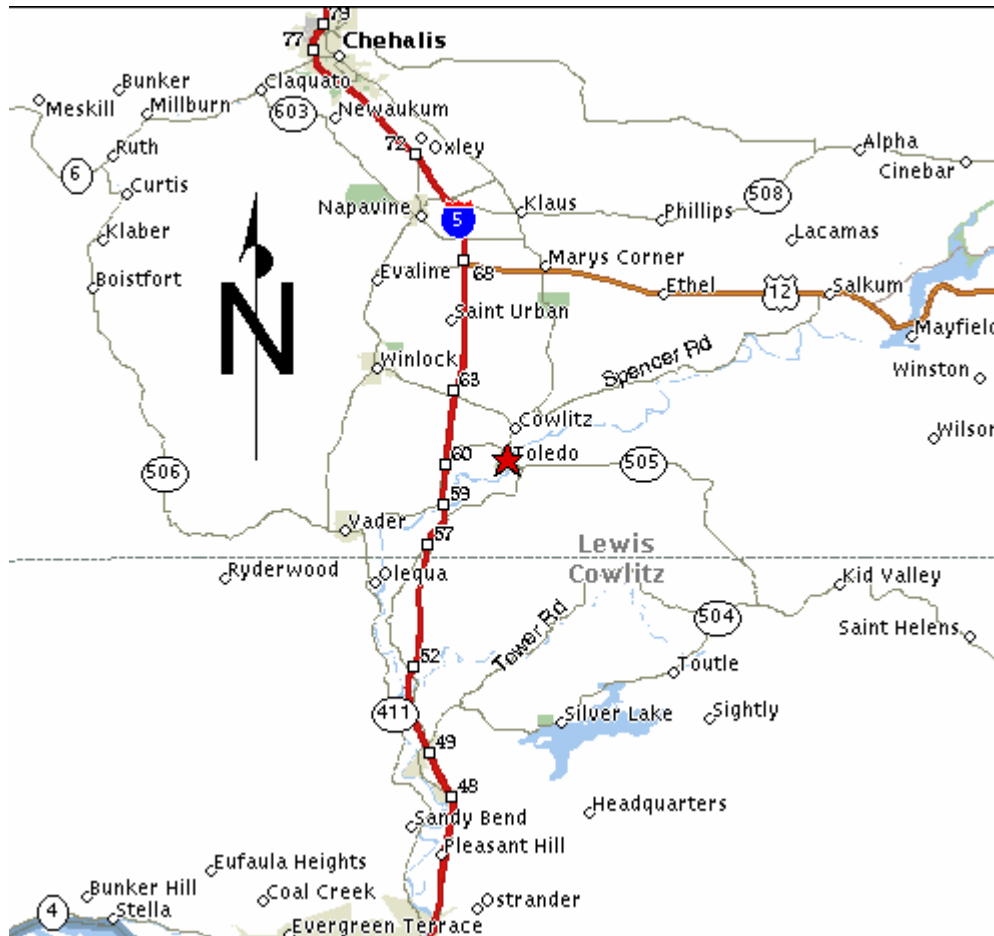 79
77
Chehalis
Bunker
Claquato
Meskill
Millburn
603
Newaukum
72
Oxley
Ruth
Alpha
Cinebar
6
Curtis
508
Napavine
5
Klaus
Phillips
Klaber
Lacamas
Boistfort
N
Evaline
68
Marys Corner
Ethel
12
Salkum
Saint Urban
Mayfield
Winlock
Spencer Rd
Winston
63
Cowlitz
Wilson
506
60
Toledo
505
59
Vader
57
Lewis
Ryderwood
Olequa
Cowlitz
Kid Valley
Tower Rd
504
Saint Helens
52
Toutle
411
Silver Lake
Sightly
49
48
Headquarters
Sandy Bend
Pleasant Hill
Eufaula Heights
Bunker Hill
Coal Creek
Ostrander
4
Stella
Evergreen Terrace